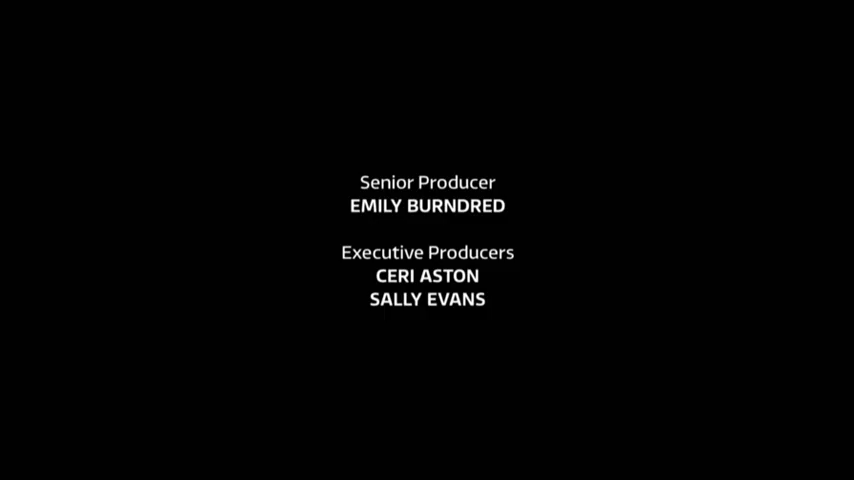 Senior Producer
EMILY BURNDRED
Executive Producers
CERI ASTON
SALLY EVANS